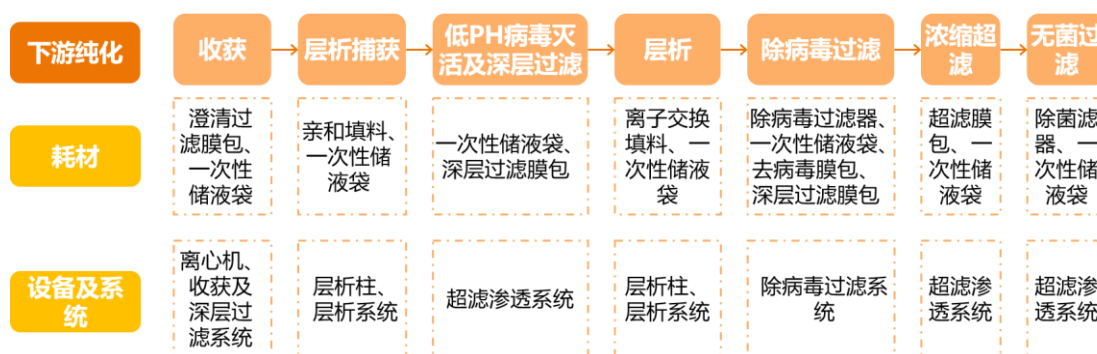 下游纯化
收获
层析捕获
低PH病毒灭
活及深层过滤
层析
除病毒过滤
浓缩超
滤
无菌过
滤
耗材
澄清过
滤膜包、
一次性
储液袋
亲和填料、
一次性储
液袋
一次性储液袋、
深层过滤膜包
离子交换
填料、一
次性储液
袋
除病毒过滤器、
一次性储液袋、
去病毒膜包、
深层过滤膜包
超滤膜
包、一
次性储
液袋
除菌滤
器、一
次性储
液袋
设备及系
统
离心机、
收获及
深层过
滤系统
层析柱、
层析系统
超滤渗透系统
层析柱、
层析系统
除病毒过滤系
统
超滤渗
透系统
超滤渗
透系统